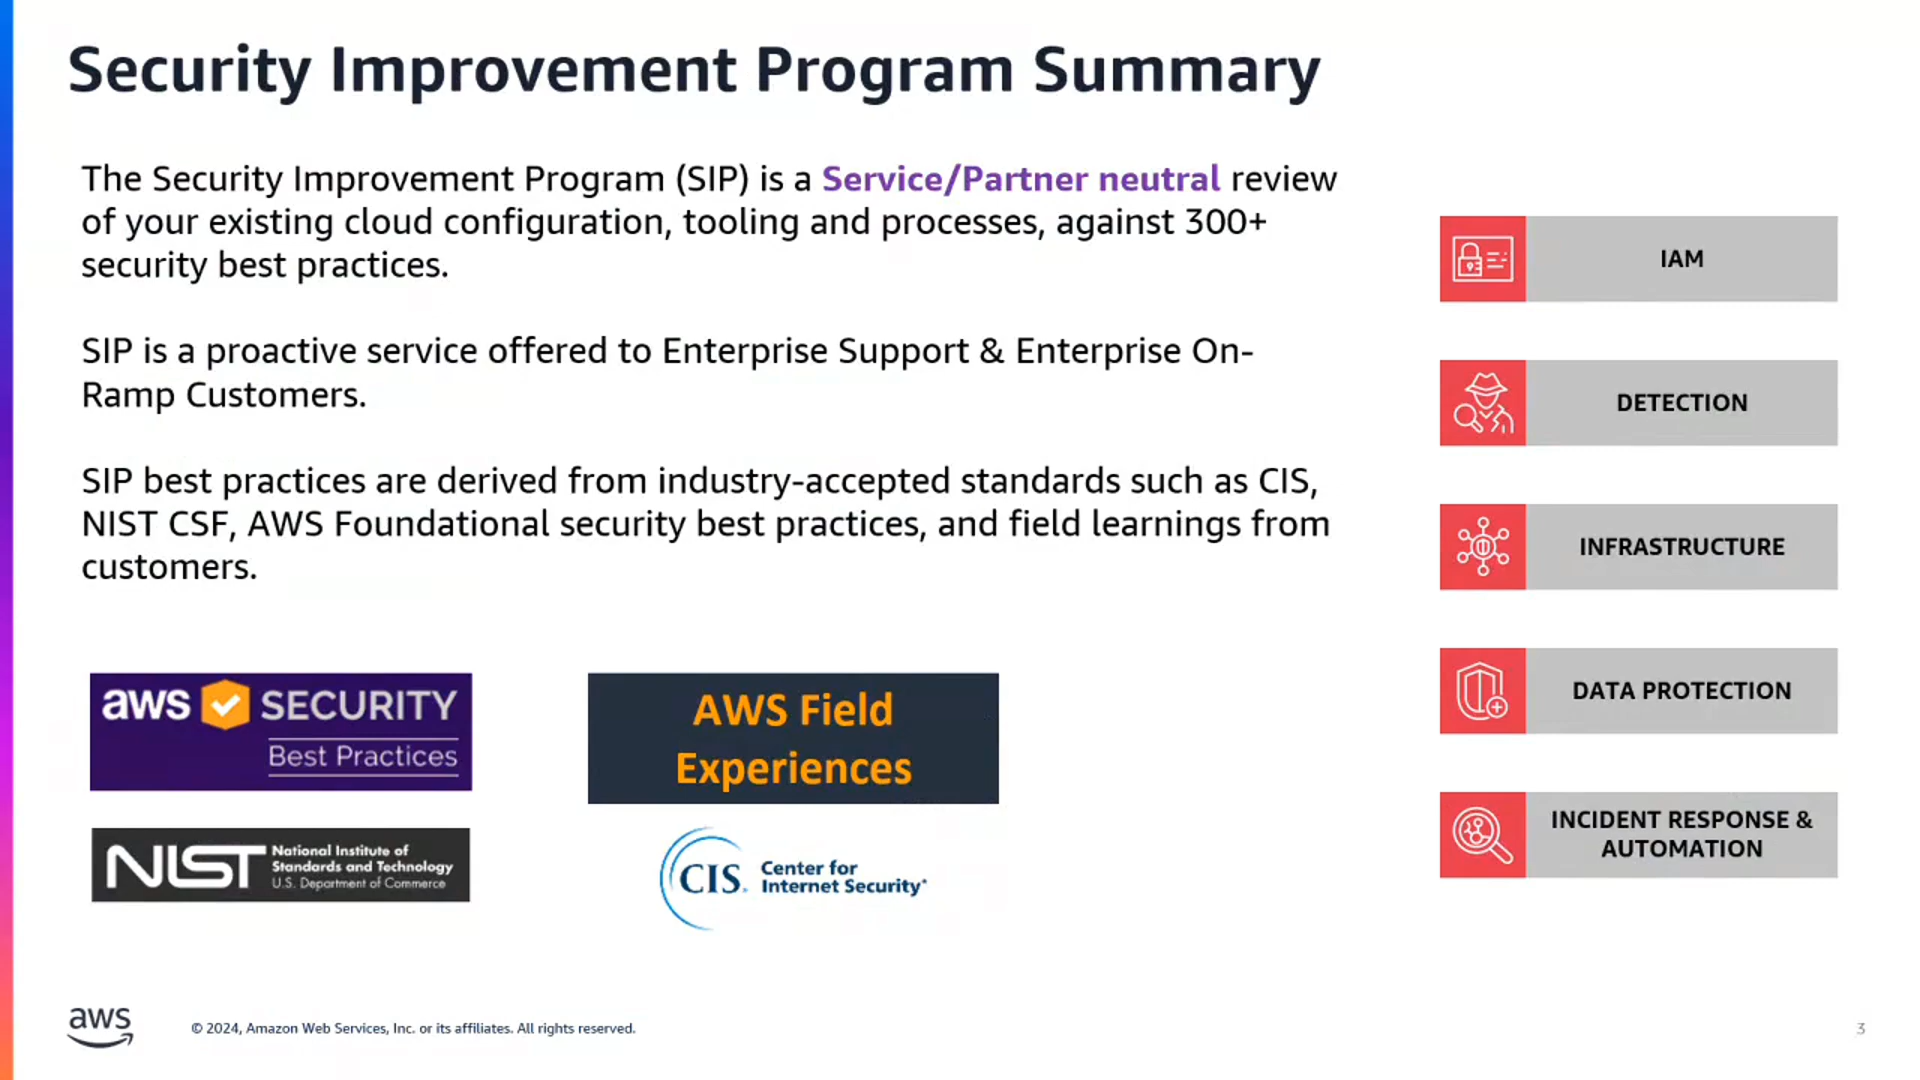 Security Improvement Program Summary
The Security Improvement Program (SIP) is a Service/Partner neutral review
of your existing cloud configuration, tooling and processes, against 300+
security best practices.
SIP is a proactive service offered to Enterprise Support & Enterprise On-
Ramp Customers.
SIP best practices are derived from industry-accepted standards such as CIS,
NIST CSF, AWS Foundational security best practices, and field learnings from
customers.
aws SECURITY
Best Practices
AWS Field
Experiences
NIST National Institute of
Standards and Technology
U.S. Department of Commerce
CIS. Center for
Internet Security®
IAM
DETECTION
INFRASTRUCTURE
DATA PROTECTION
INCIDENT RESPONSE &
AUTOMATION
aws
© 2024, Amazon Web Services, Inc. or its affiliates. All rights reserved.
3